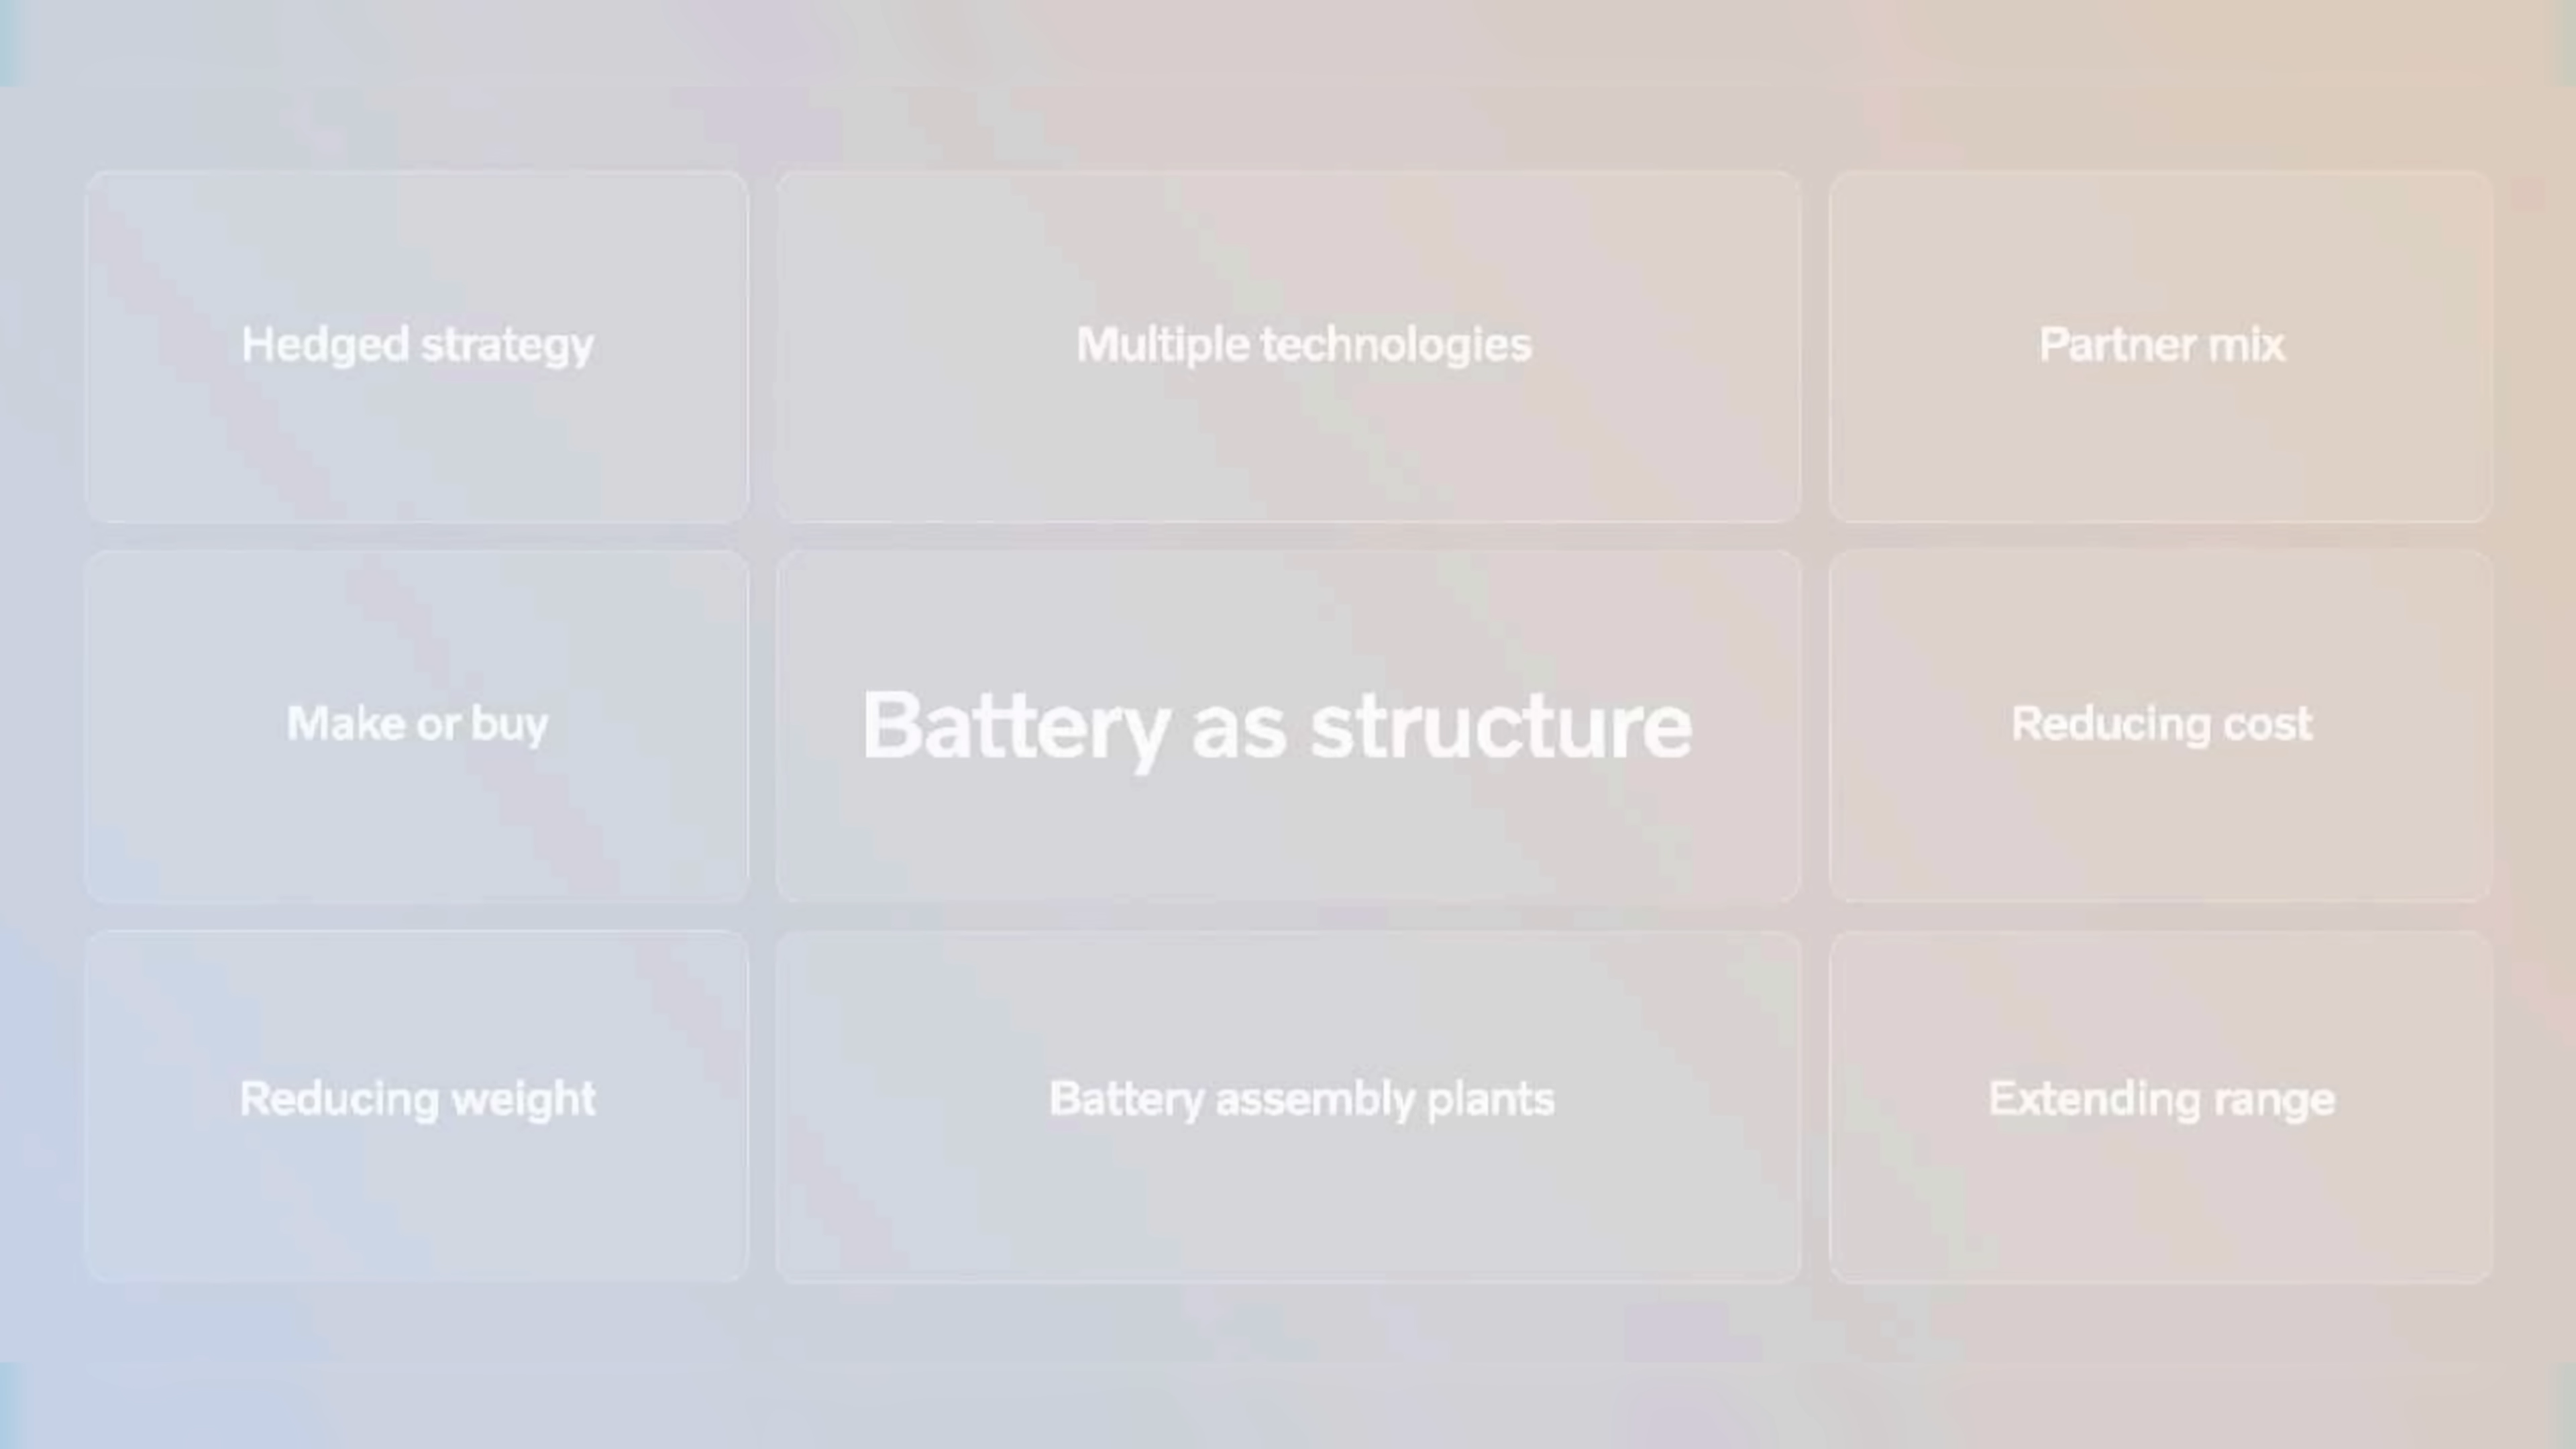 Hedged strategy
Multiple technologies
Partner mix
Make or buy
Battery as structure
Reducing cost
Reducing weight
Battery assembly plants
Extending range